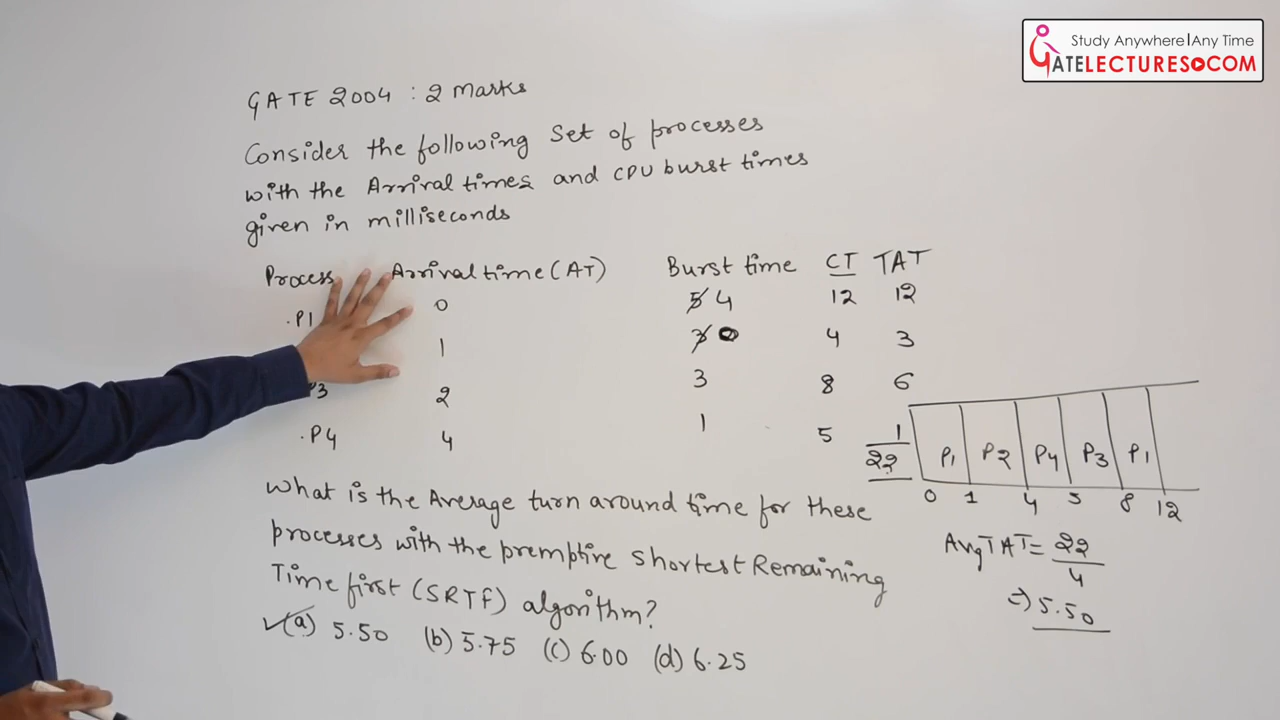 Study Anywhere|Any Time
GATELECTURES.COM
GATE 2004 : 2 Marks
Consider the following Set of processes
with the Arrival times and CPU burst times
given in milliseconds
Process Arrival time (AT) Burst time CT TAT
P1 0 5 4 12 12
1 3 0 4 3
P3 2 3 8 6
P4 4 1 5 1
22
P1 P2 P4 P3 P1
0 1 4 5 8 12
What is the Average turn around time for these
processes with the premptive Shortest Remaining
Time first (SRTF) algorithm?
(a) 5.50 (b) 5.75 (c) 6.00 (d) 6.25
Avg TAT = 22
4
=) 5.50